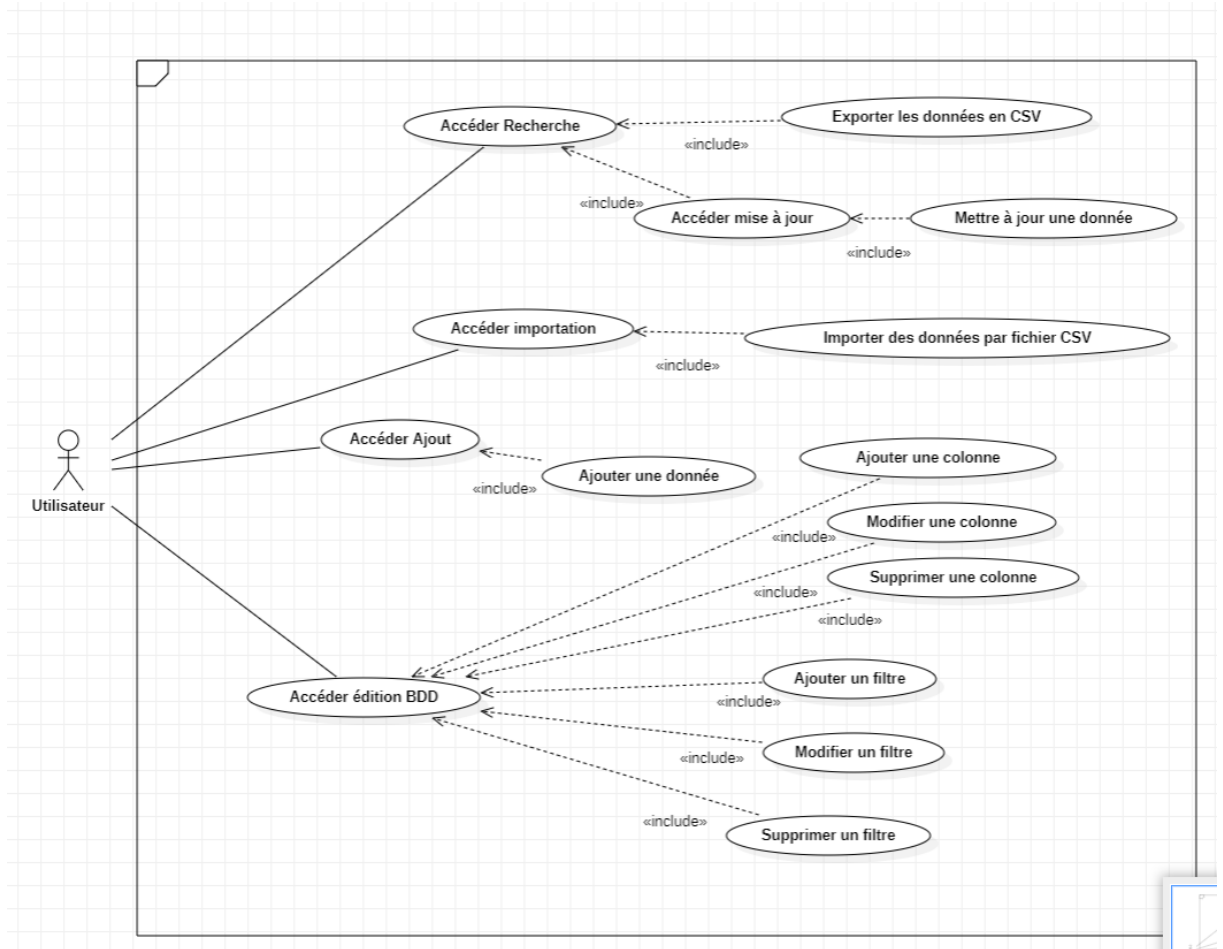 Accéder Recherche
Exporter les données en CSV
«include»
«include»
Accéder mise à jour
Mettre à jour une donnée
«include»
Accéder importation
Importer des données par fichier CSV
«include»
Accéder Ajout
Ajouter une donnée
«include»
Utilisateur
Ajouter une colonne
«include»
Modifier une colonne
«include»
Supprimer une colonne
«include»
Accéder édition BDD
Ajouter un filtre
«include»
Modifier un filtre
«include»
Supprimer un filtre
«include»